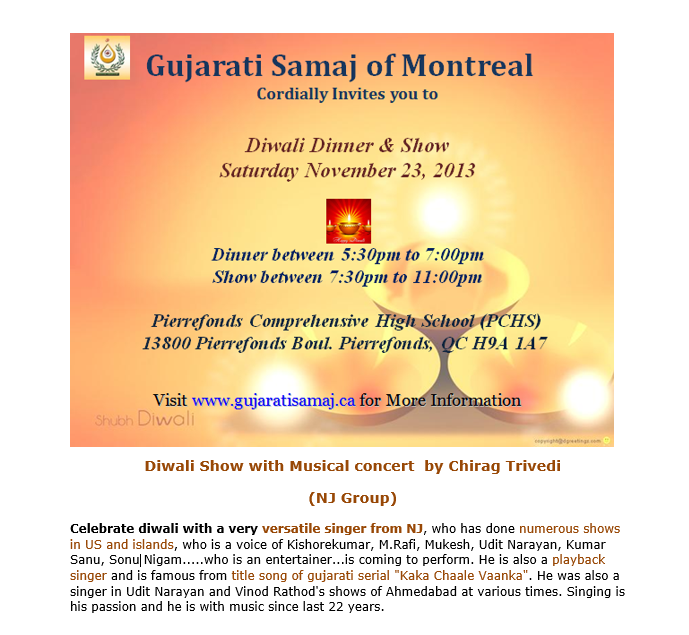 Gujarati Samaj of Montreal
Cordially Invites you to
Diwali Dinner & Show
Saturday November 23, 2013
Dinner between 5:30pm to 7:00pm
Show between 7:30pm to 11:00pm
Pierrefonds Comprehensive High School (PCHS)
13800 Pierrefonds Boul. Pierrefonds, QC H9A 1A7
Visit www.gujaratisamaj.ca for More Information
Shubh Diwali
copyright@dgreetings.com
Diwali Show with Musical concert by Chirag Trivedi
(NJ Group)
Celebrate diwali with a very versatile singer from NJ, who has done numerous shows
in US and islands, who is a voice of Kishorekumar, M.Rafi, Mukesh, Udit Narayan, Kumar
Sanu, Sonu|Nigam.....who is an entertainer...is coming to perform. He is also a playback
singer and is famous from title song of gujarati serial "Kaka Chaale Vaanka". He was also a
singer in Udit Narayan and Vinod Rathod's shows of Ahmedabad at various times. Singing is
his passion and he is with music since last 22 years.